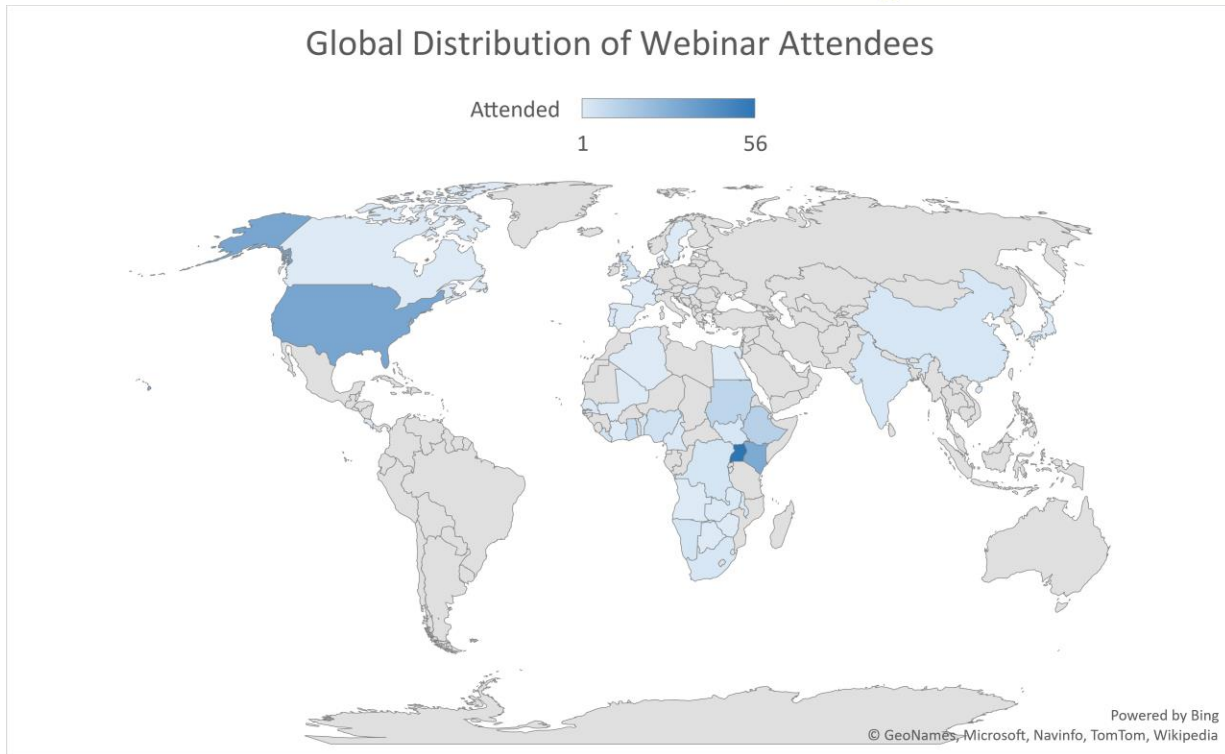 Global Distribution of Webinar Attendees
Attended
1 56
Powered by Bing
© GeoNames, Microsoft, Navinfo, TomTom, Wikipedia